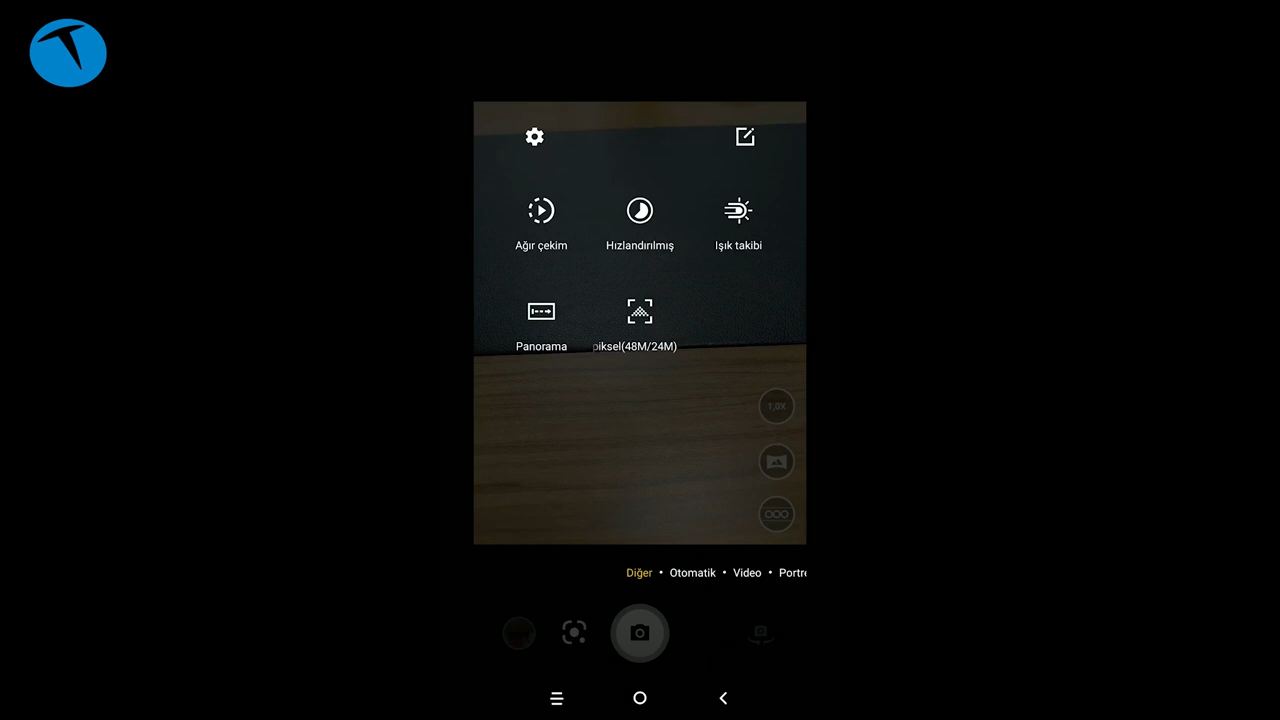 Ağır çekim
Hızlandırılmış
Işık takibi
Panorama
piksel(48M/24M)
1,0X
Diğer • Otomatik • Video • Portre